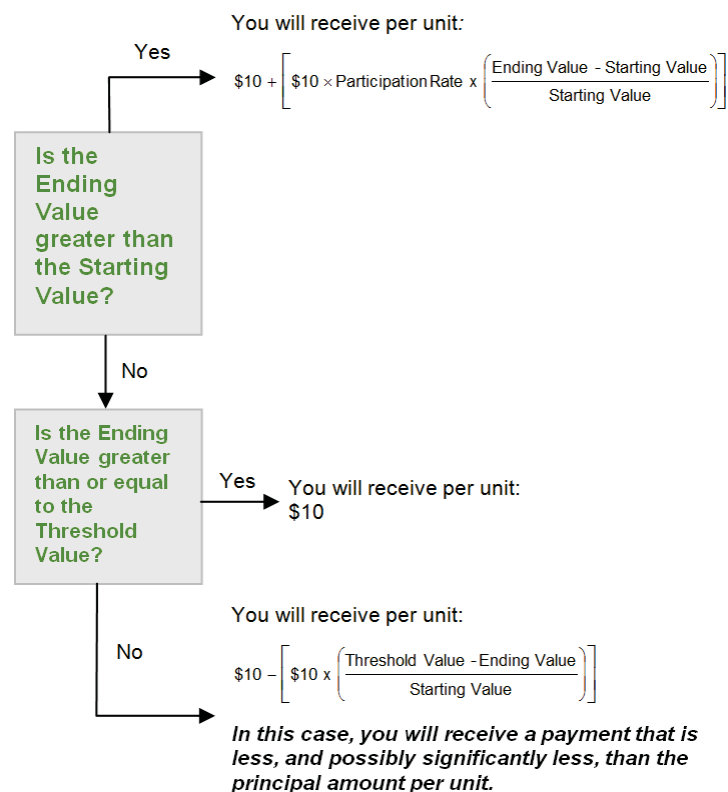 You will receive per unit:
Yes
$10 + [ $10 × Participation Rate x ( Ending Value - Starting Value / Starting Value ) ]
Is the
Ending
Value
greater than
the Starting
Value?
No
Is the Ending
Value greater
than or equal
to the
Threshold
Value?
Yes
You will receive per unit:
$10
No
You will receive per unit:
$10 − [ $10 x ( Threshold Value - Ending Value / Starting Value ) ]
In this case, you will receive a payment that is
less, and possibly significantly less, than the
principal amount per unit.